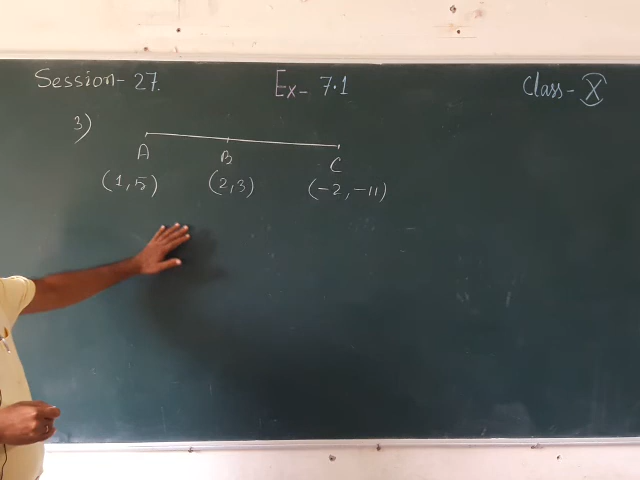 Session- 27.
Ex- 7.1
Class- X
3)
A B C
(1,5) (2,3) (-2,-11)